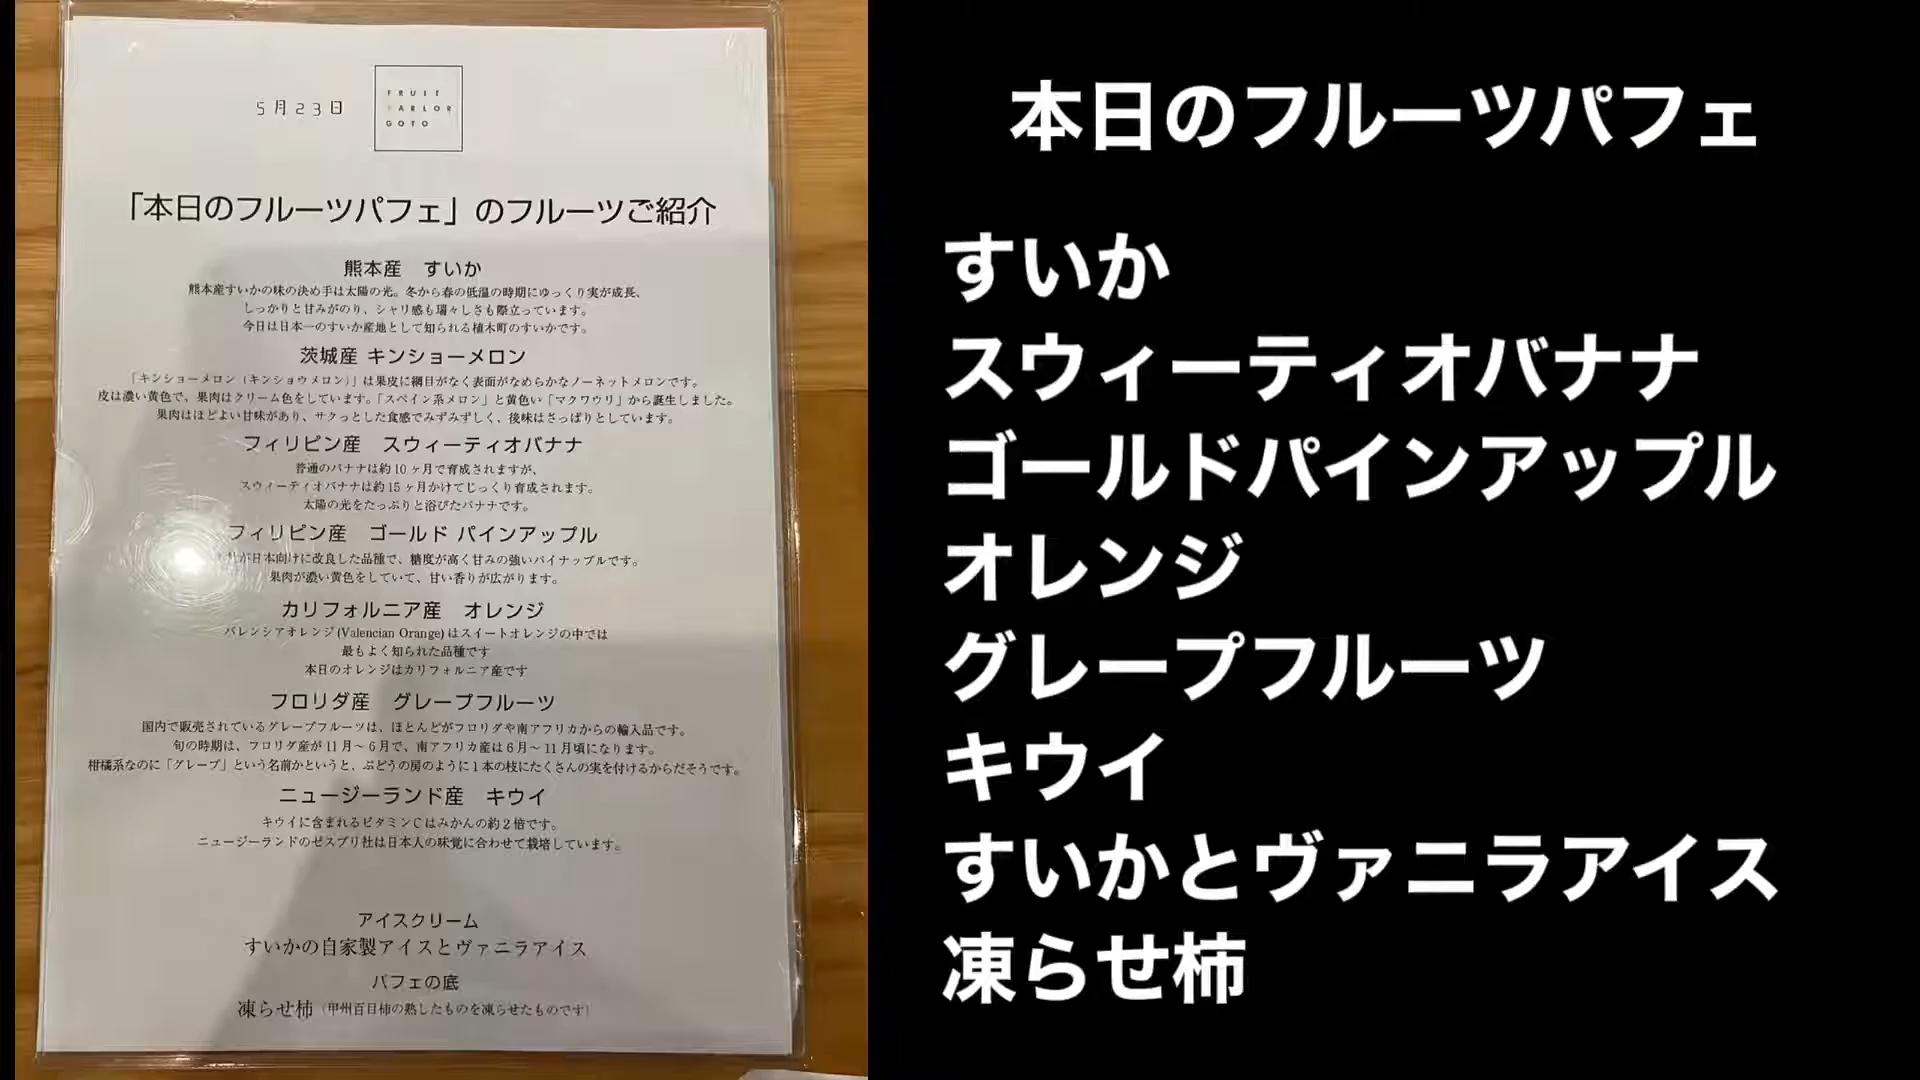 5月23日
FRUIT
PARLOR
GOTO
「本日のフルーツパフェ」のフルーツご紹介
熊本産 すいか
熊本産すいかの味の決め手は太陽の光。冬から春の低温の時期にゆっくり実が成長、
しっかりと甘みがのり、シャリ感も瑞々しさも際立っています。
今日は日本一のすいか産地として知られる植木町のすいかです。
茨城産 キンショーメロン
「キンショーメロン（キンショウメロン）」は果皮に網目がなく表面がなめらかなノーネットメロンです。
皮は濃い黄色で、果肉はクリーム色をしています。「スペイン系メロン」と黄色い「マクワウリ」から誕生しました。
果肉はほどよい甘味があり、サクっとした食感でみずみずしく、後味はさっぱりとしています。
フィリピン産 スウィーティオバナナ
普通のバナナは約10ヶ月で育成されますが、
スウィーティオバナナは約15ヶ月かけてじっくり育成されます。
太陽の光をたっぷりと浴びたバナナです。
フィリピン産 ゴールド パインアップル
が日本向けに改良した品種で、糖度が高く甘みの強いパイナップルです。
果肉が濃い黄色をしていて、甘い香りが広がります。
カリフォルニア産 オレンジ
バレンシアオレンジ(Valencian Orange)はスイートオレンジの中では
最もよく知られた品種です
本日のオレンジはカリフォルニア産です
フロリダ産 グレープフルーツ
国内で販売されているグレープフルーツは、ほとんどがフロリダや南アフリカからの輸入品です。
旬の時期は、フロリダ産が11月〜6月で、南アフリカ産は6月〜11月頃になります。
柑橘系なのに「グレープ」という名前かというと、ぶどうの房のように1本の枝にたくさんの実を付けるからだそうです。
ニュージーランド産 キウイ
キウイに含まれるビタミンCはみかんの約2倍です。
ニュージーランドのゼスプリ社は日本人の味覚に合わせて栽培しています。
アイスクリーム
すいかの自家製アイスとヴァニラアイス
パフェの底
凍らせ柿（甲州百目柿の熟したものを凍らせたものです）
本日のフルーツパフェ
すいか
スウィーティオバナナ
ゴールドパインアップル
オレンジ
グレープフルーツ
キウイ
すいかとヴァニラアイス
凍らせ柿